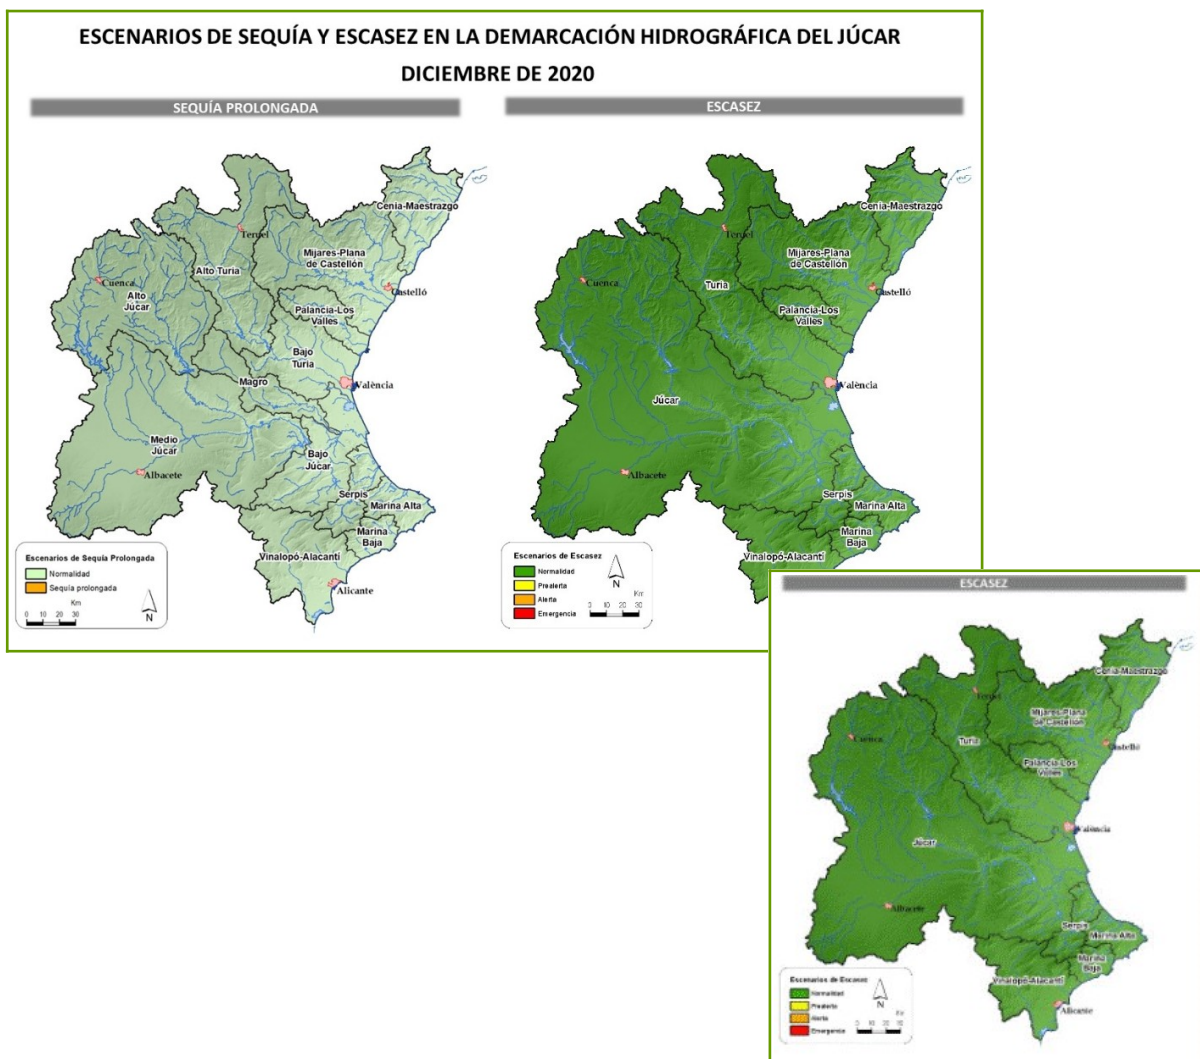 ESCENARIOS DE SEQUÍA Y ESCASEZ EN LA DEMARCACIÓN HIDROGRÁFICA DEL JÚCAR
DICIEMBRE DE 2020
SEQUÍA PROLONGADA
Cenia-Maestrazgo
Teruel
Mijares-Plana
de Castellón
Alto Turia
Cuenca
Castelló
Alto
Júcar
Palancia-Los
Valles
Bajo
Turia
Magro
València
Medio
Júcar
Bajo
Júcar
Albacete
Serpis
Marina Alta
Marina
Baja
Vinalopó-Alacantí
Alicante
Escenarios de Sequía Prolongada
Normalidad
Sequía prolongada
Km
0 10 20 30
N
ESCASEZ
Cenia-Maestrazgo
Teruel
Mijares-Plana
de Castellón
Cuenca
Turia
Castelló
Palancia-Los
Valles
València
Júcar
Albacete
Serpis
Marina Alta
Marina
Baja
Vinalopó-Alacantí
Escenarios de Escasez
Normalidad
Prealerta
Alerta
Emergencia
N
Km
0 10 20 30
ESCASEZ
Cenia-Maestrazgo
Teruel
Mijares-Plana
de Castellón
Cuenca
Turia
Castelló
Palancia-Los
Valles
València
Júcar
Albacete
Serpis
Marina Alta
Marina
Baja
Vinalopó-Alacantí
Alicante
Escenarios de Escasez
Normalidad
Prealerta
Alerta
Emergencia
N
Km
0 10 20 30